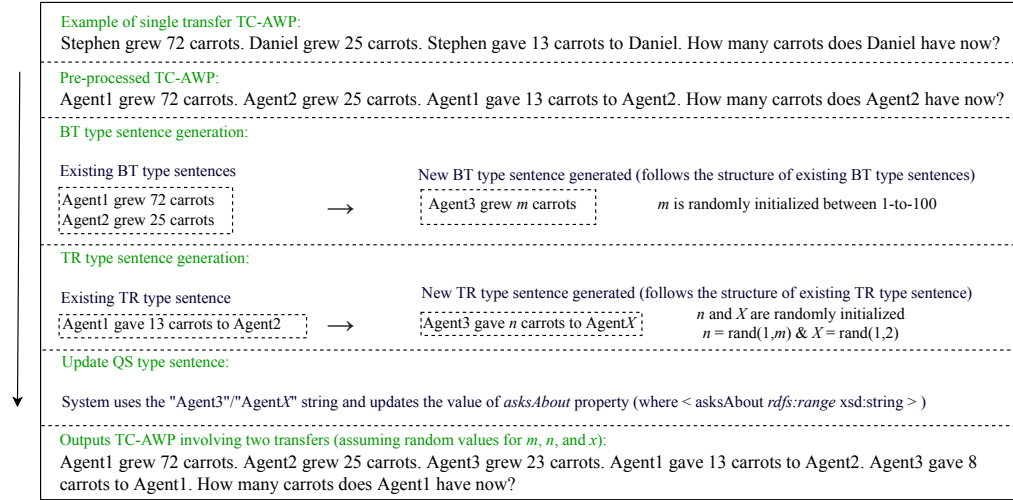 Example of single transfer TC-AWP:
Stephen grew 72 carrots. Daniel grew 25 carrots. Stephen gave 13 carrots to Daniel. How many carrots does Daniel have now?
Pre-processed TC-AWP:
Agent1 grew 72 carrots. Agent2 grew 25 carrots. Agent1 gave 13 carrots to Agent2. How many carrots does Agent2 have now?
BT type sentence generation:
Existing BT type sentences
Agent1 grew 72 carrots
Agent2 grew 25 carrots
→
New BT type sentence generated (follows the structure of existing BT type sentences)
Agent3 grew m carrots
m is randomly initialized between 1-to-100
TR type sentence generation:
Existing TR type sentence
Agent1 gave 13 carrots to Agent2
→
New TR type sentence generated (follows the structure of existing TR type sentence)
Agent3 gave n carrots to AgentX
n and X are randomly initialized
n = rand(1,m) & X = rand(1,2)
Update QS type sentence:
System uses the "Agent3"/"AgentX" string and updates the value of asksAbout property (where < asksAbout rdfs:range xsd:string > )
Outputs TC-AWP involving two transfers (assuming random values for m, n, and x):
Agent1 grew 72 carrots. Agent2 grew 25 carrots. Agent3 grew 23 carrots. Agent1 gave 13 carrots to Agent2. Agent3 gave 8
carrots to Agent1. How many carrots does Agent1 have now?